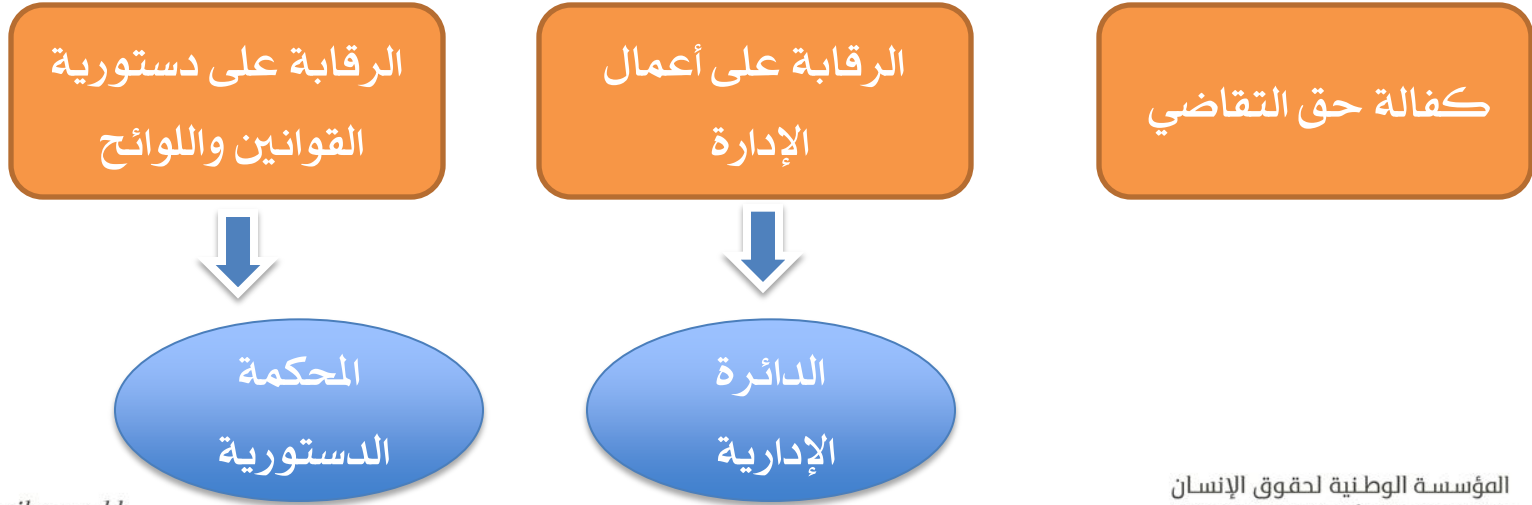 كفالة حق التقاضي
الرقابة على أعمال
الإدارة
الرقابة على دستورية
القوانين واللوائح
الدائرة
الإدارية
المحكمة
الدستورية
المؤسسة الوطنية لحقوق الإنسان